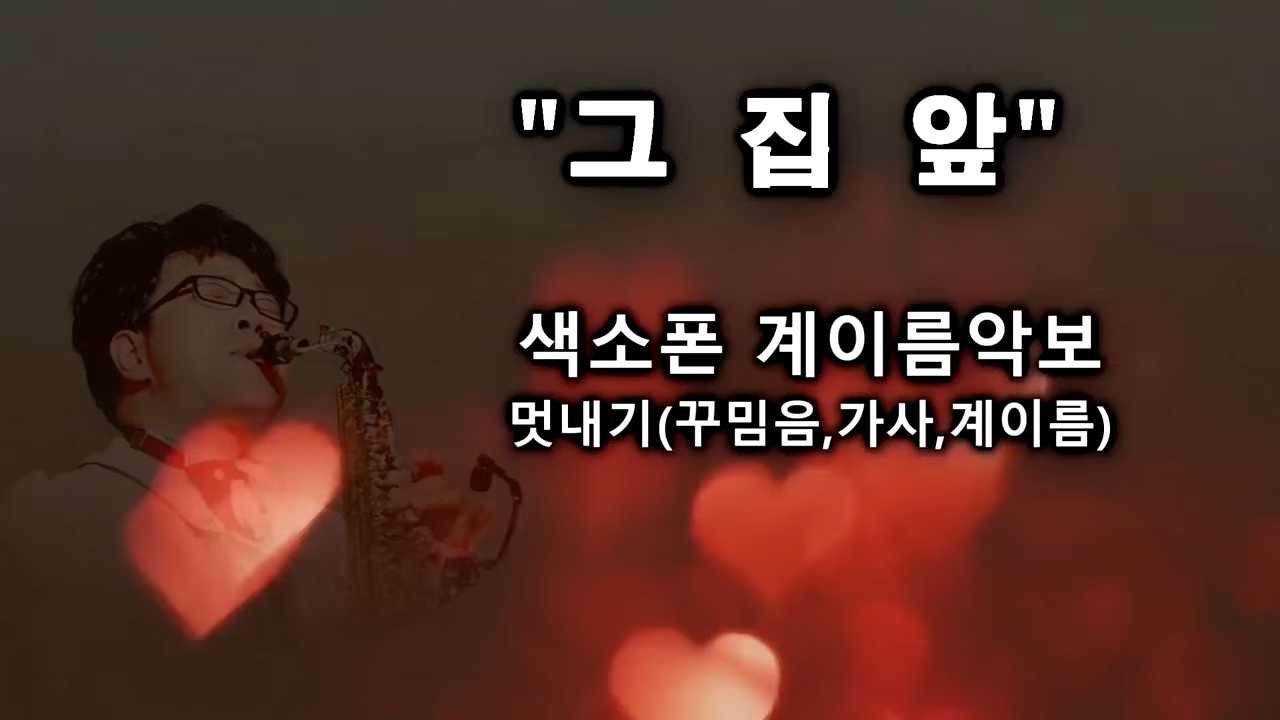 "그 집 앞"
색소폰 계이름악보
멋내기(꾸밈음,가사,계이름)